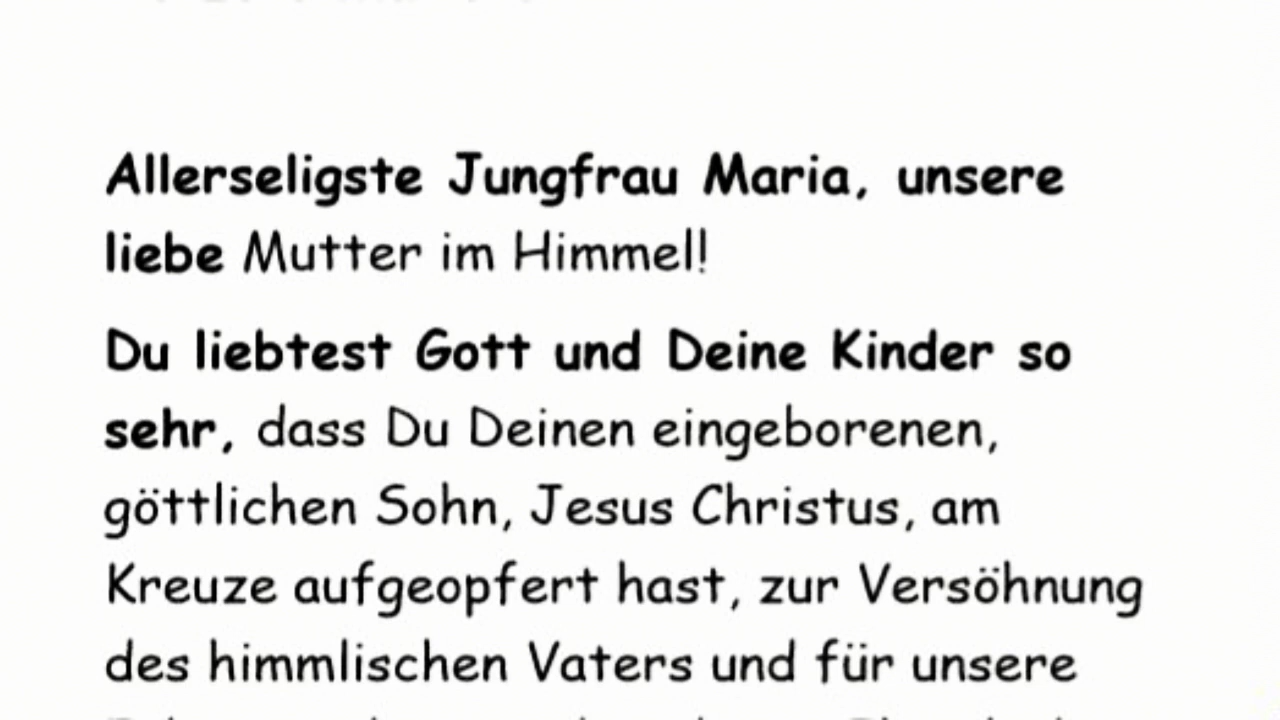 Allerseligste Jungfrau Maria, unsere
liebe Mutter im Himmel!
Du liebtest Gott und Deine Kinder so
sehr, dass Du Deinen eingeborenen,
göttlichen Sohn, Jesus Christus, am
Kreuze aufgeopfert hast, zur Versöhnung
des himmlischen Vaters und für unsere